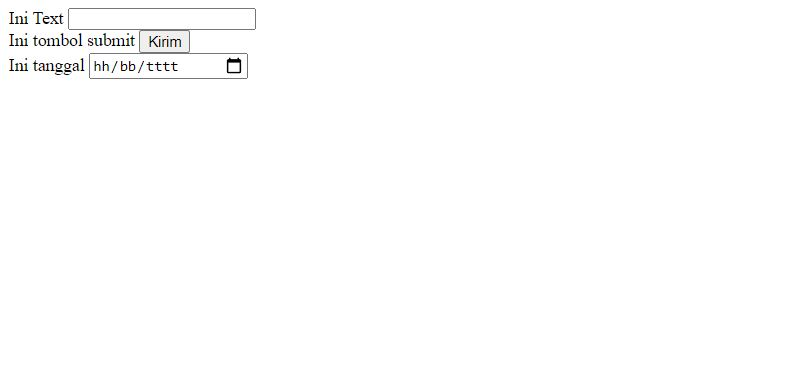 Ini Text
Ini tombol submit Kirim
Ini tanggal hh/bb/tttt